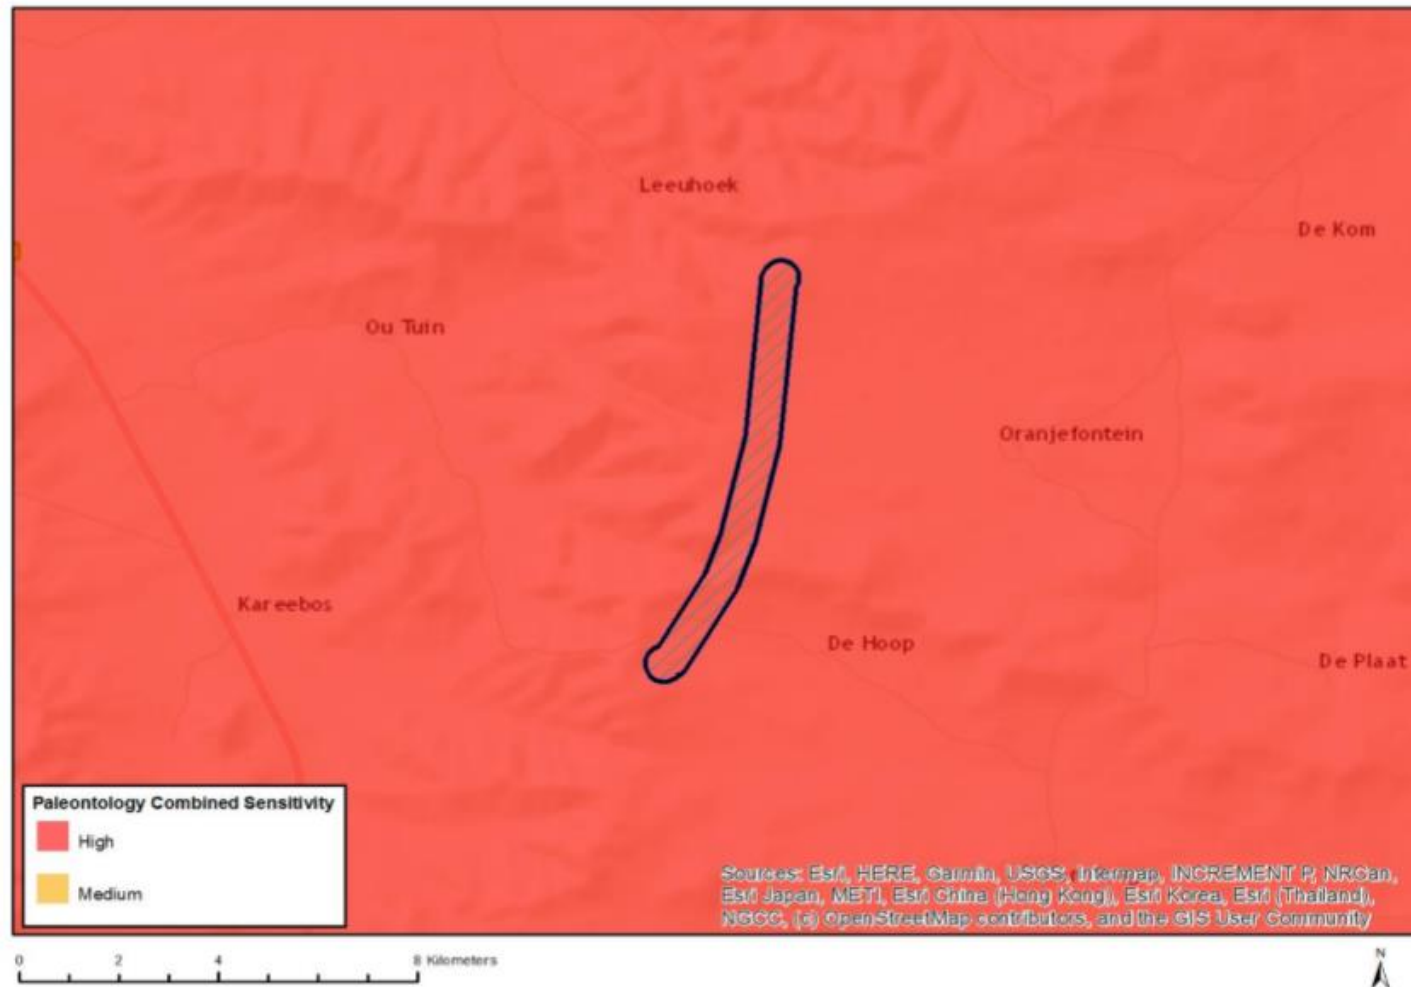 Leeuhoek
De Kom
Ou Tuin
Oranjefontein
Kareebos
De Hoop
De Plaat
Paleontology Combined Sensitivity
High
Medium
Sources: Esri, HERE, Garmin, USGS, Intermap, INCREMENT P, NRCan,
Esri Japan, METI, Esri China (Hong Kong), Esri Korea, Esri (Thailand),
NGCC, (c) OpenStreetMap contributors, and the GIS User Community
0 2 4 8 Kilometers
N